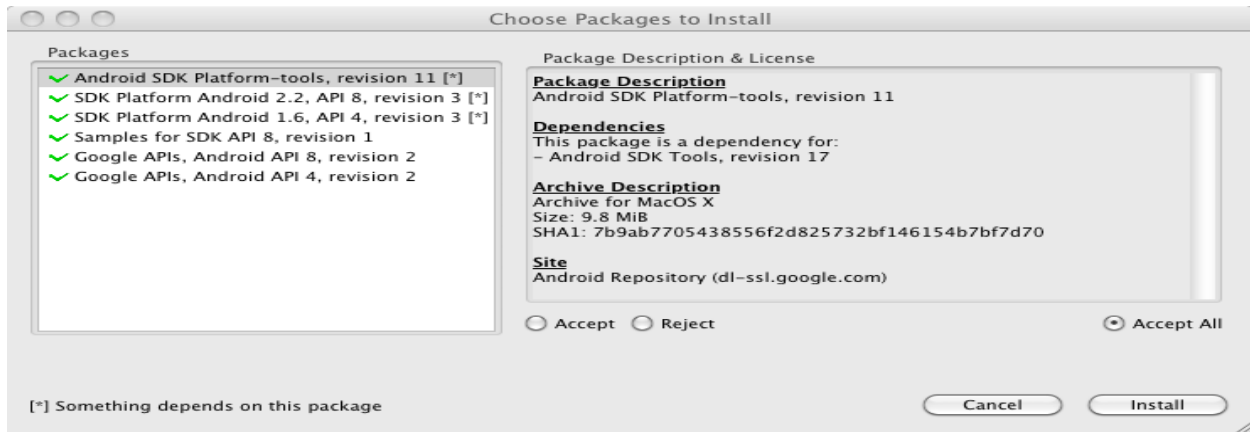 Choose Packages to Install
Packages
Android SDK Platform-tools, revision 11 [*]
SDK Platform Android 2.2, API 8, revision 3 [*]
SDK Platform Android 1.6, API 4, revision 3 [*]
Samples for SDK API 8, revision 1
Google APIs, Android API 8, revision 2
Google APIs, Android API 4, revision 2
Package Description & License
Package Description
Android SDK Platform-tools, revision 11
Dependencies
This package is a dependency for:
- Android SDK Tools, revision 17
Archive Description
Archive for MacOS X
Size: 9.8 MiB
SHA1: 7b9ab7705438556f2d825732bf146154b7bf7d70
Site
Android Repository (dl-ssl.google.com)
Accept Reject Accept All
[*] Something depends on this package
Cancel Install